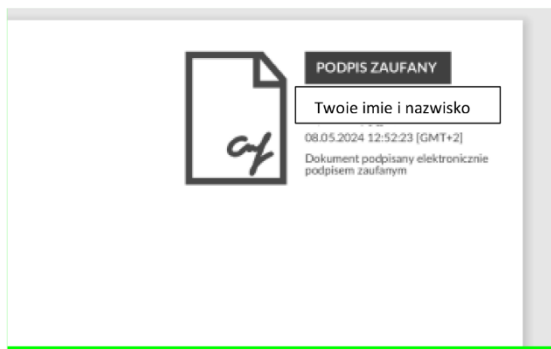 PODPIS ZAUFANY
Twoie imie i nazwisko
08.05.2024 12:52:23 [GMT+2]
Dokument podpisany elektronicznie
podpisem zaufanym